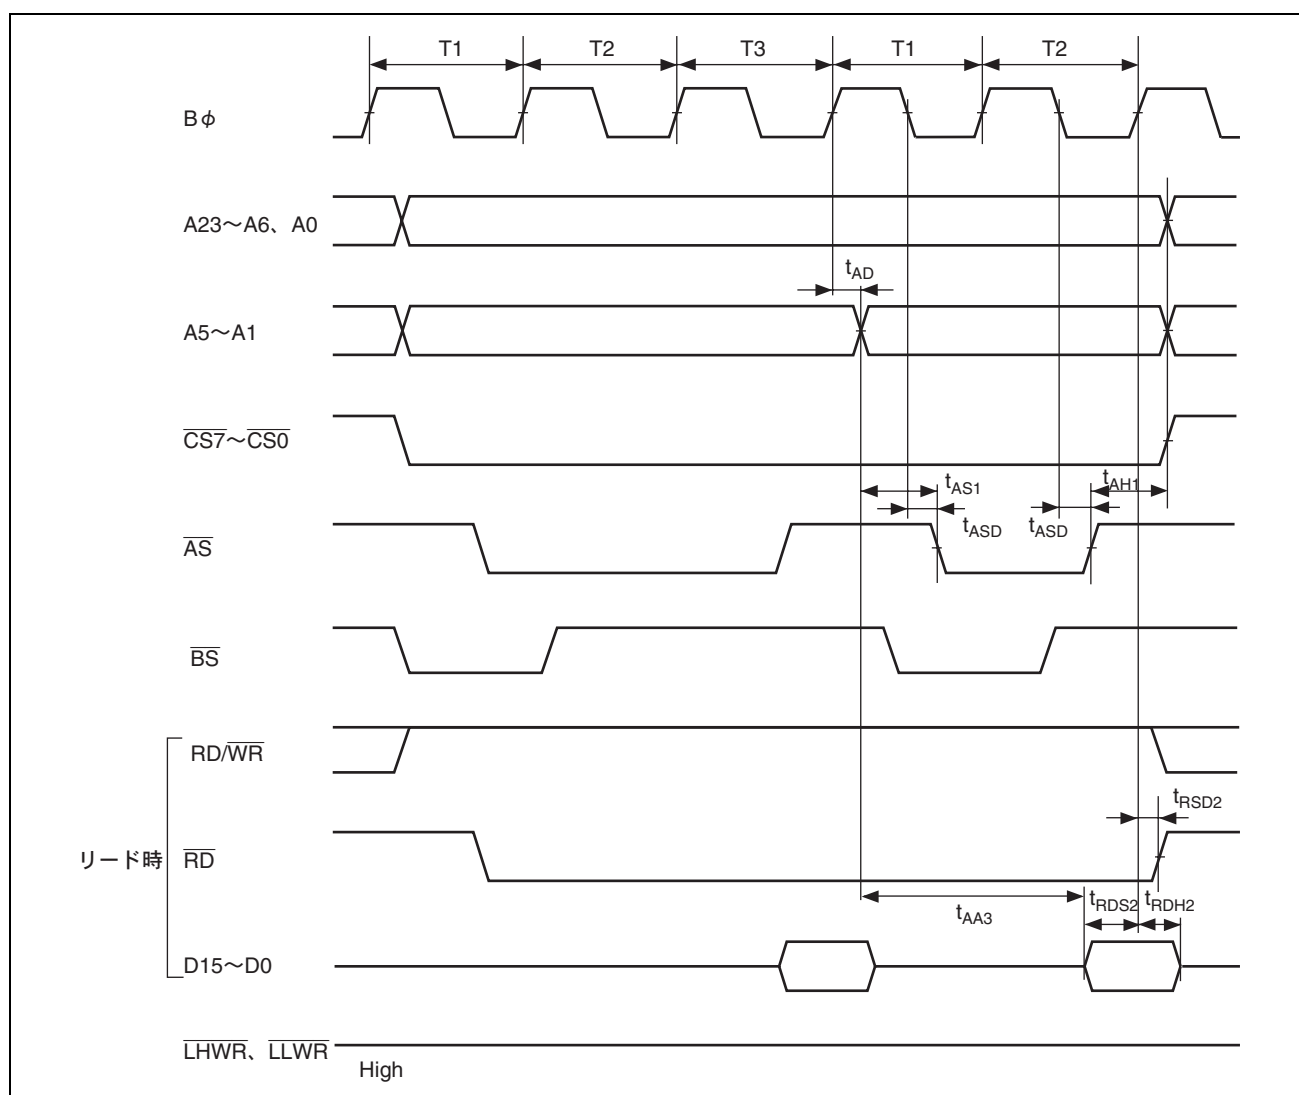 T1 T2 T3 T1 T2
Bφ
A23～A6、A0
tAD
A5～A1
CS7～CS0
tAS1 tAH1
tASD tASD
AS
BS
RD/WR
tRSD2
リード時 RD
tAA3 tRDS2 tRDH2
D15～D0
LHWR、LLWR
High